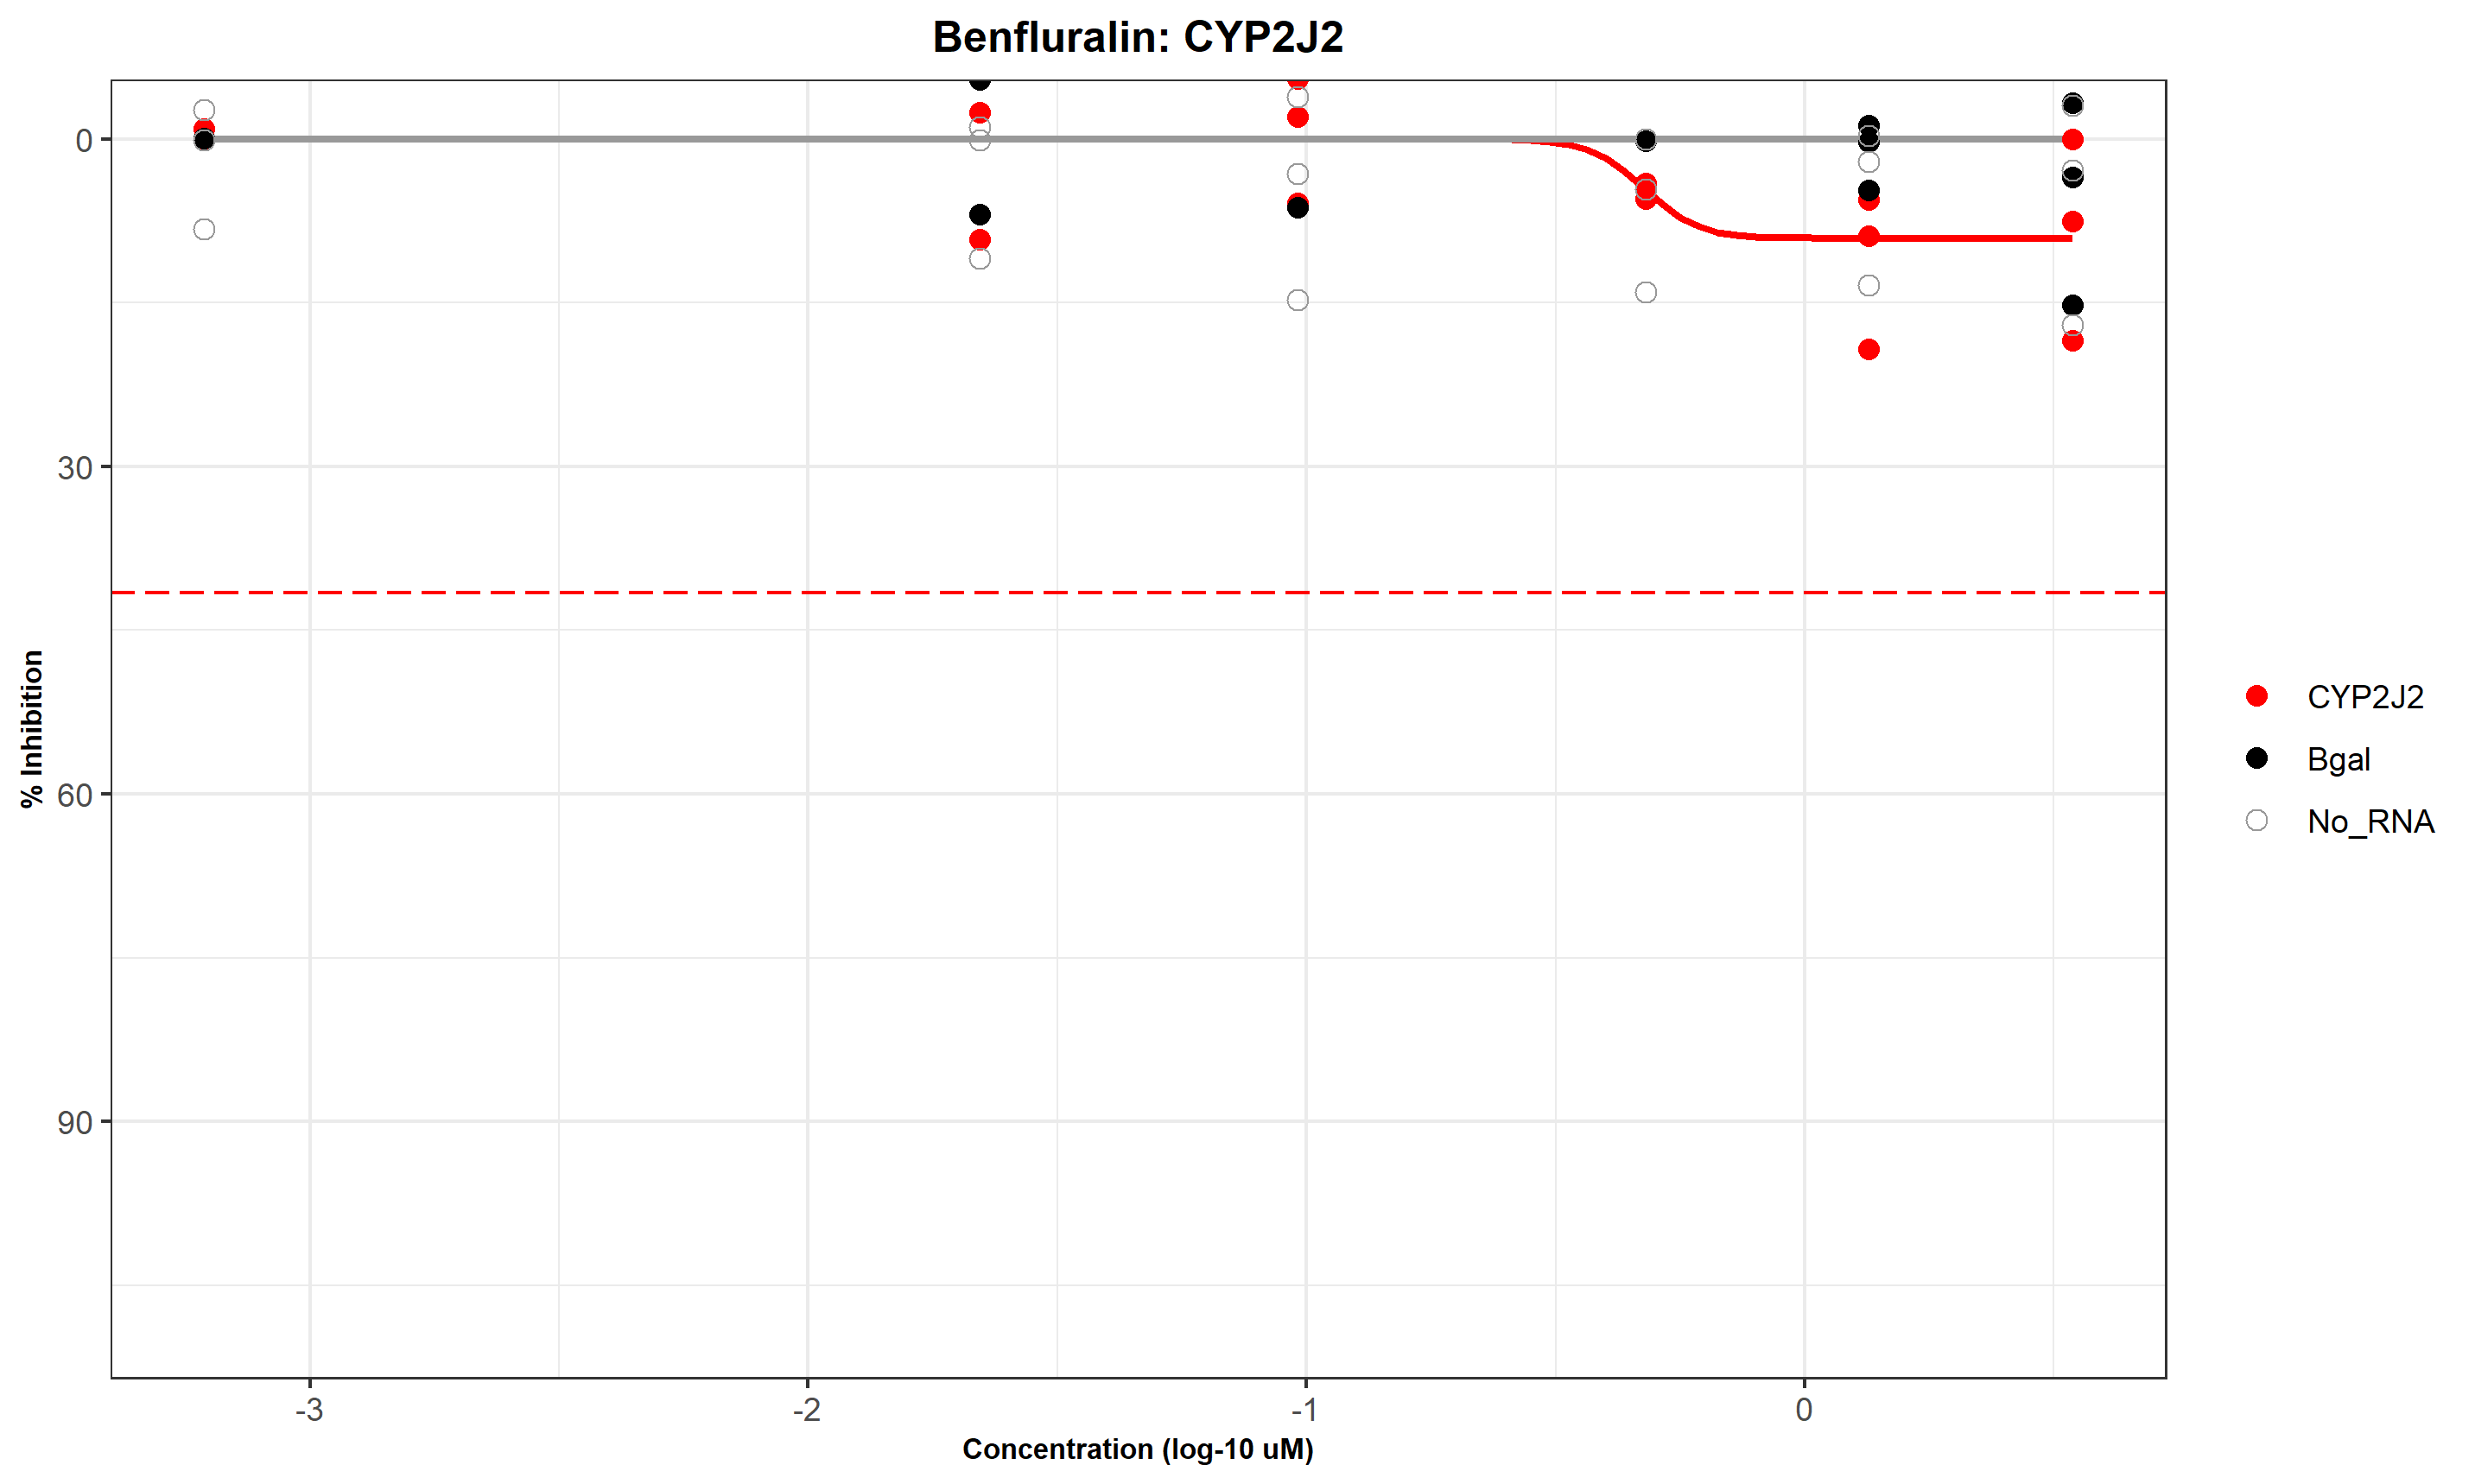 Benfluralin: CYP2J2
0
30
60
90
% Inhibition
-3
-2
-1
0
Concentration (log-10 uM)
CYP2J2
Bgal
No_RNA